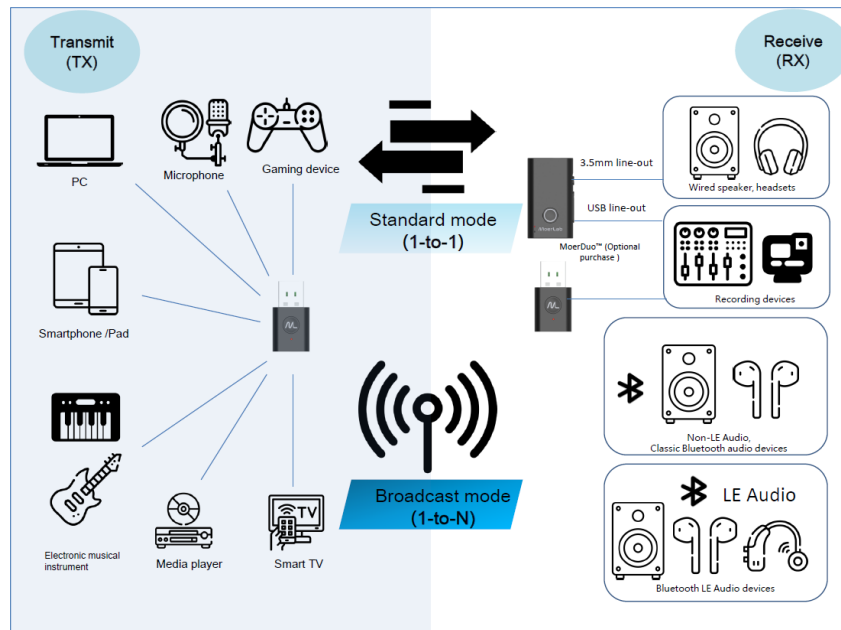 Transmit
(TX)
Receive
(RX)
PC
Microphone
Gaming device
Smartphone /Pad
Electronic musical
instrument
Media player
TV
Smart TV
Standard mode
(1-to-1)
Broadcast mode
(1-to-N)
3.5mm line-out
USB line-out
MoerLab
MoerDuo™ (Optional
purchase )
Wired speaker, headsets
Recording devices
Non-LE Audio,
Classic Bluetooth audio devices
LE Audio
Bluetooth LE Audio devices